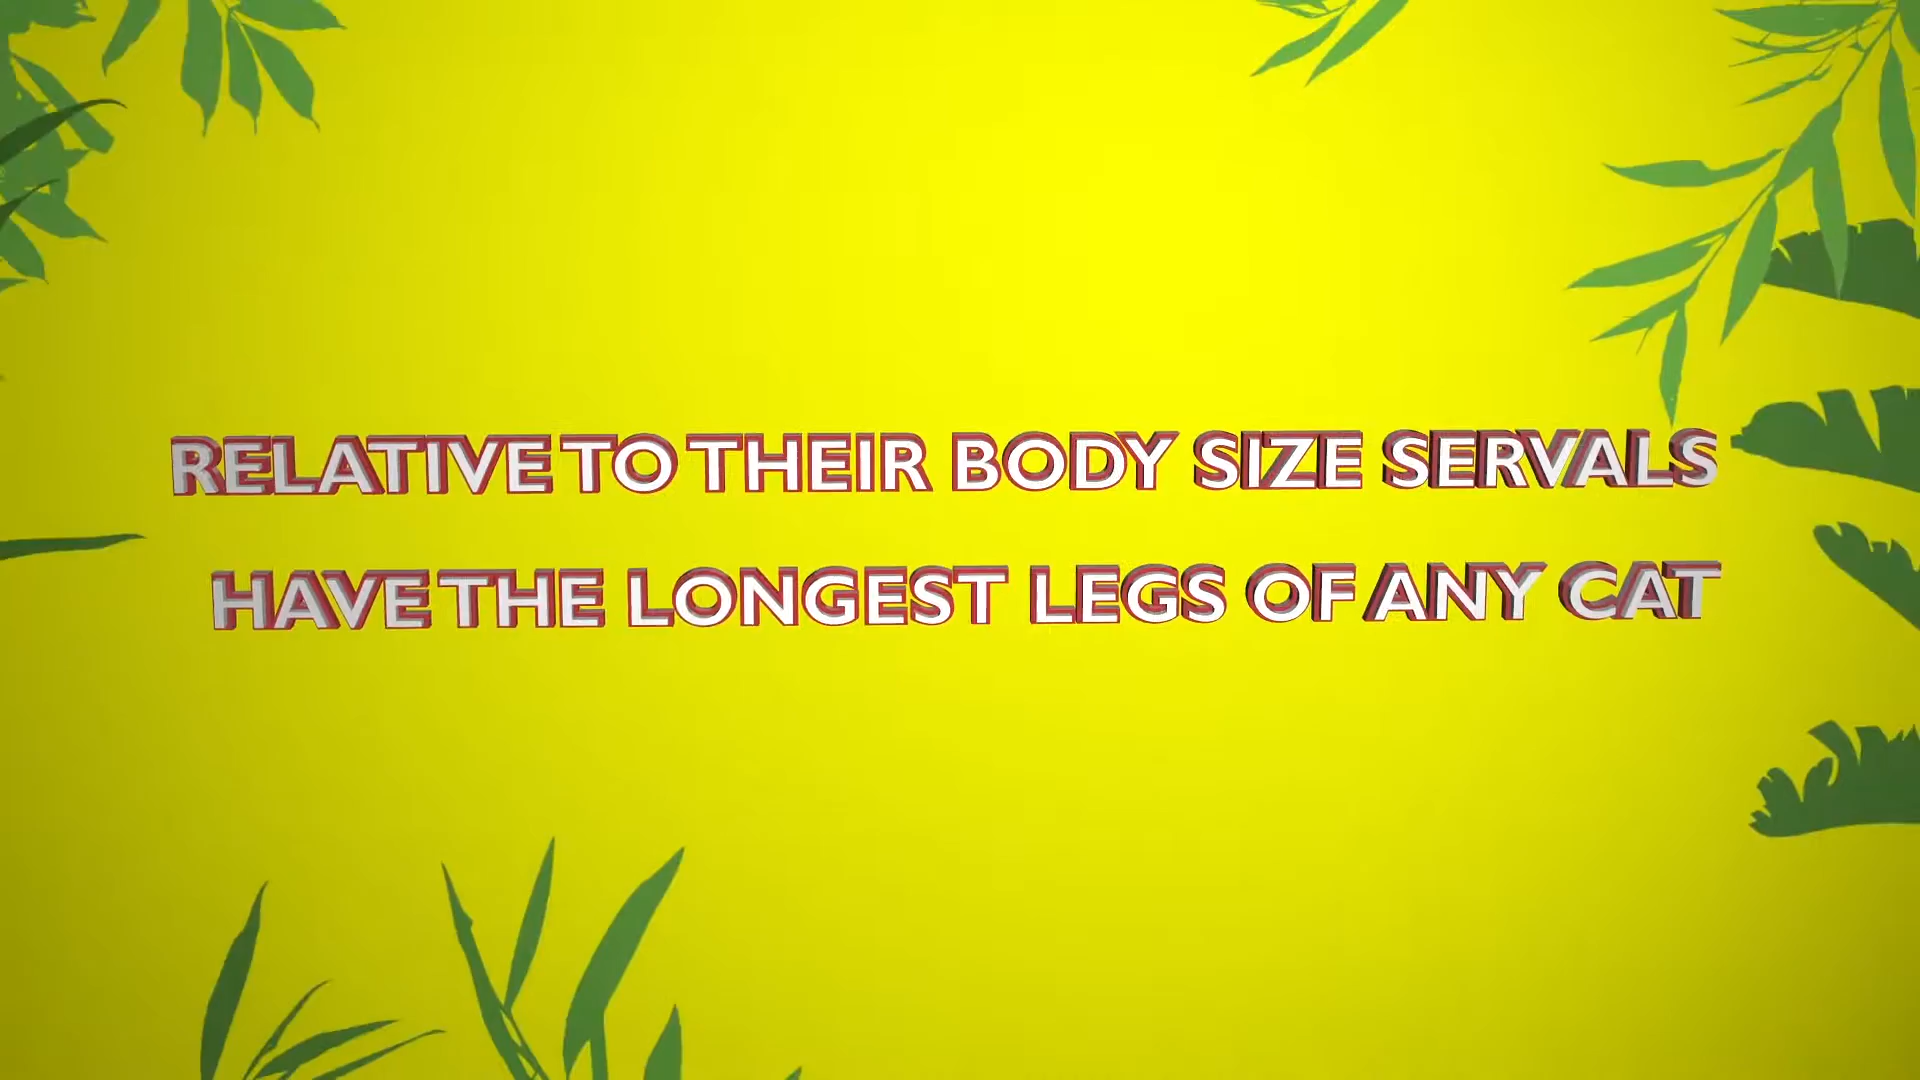 RELATIVE TO THEIR BODY SIZE SERVALS
HAVE THE LONGEST LEGS OF ANY CAT